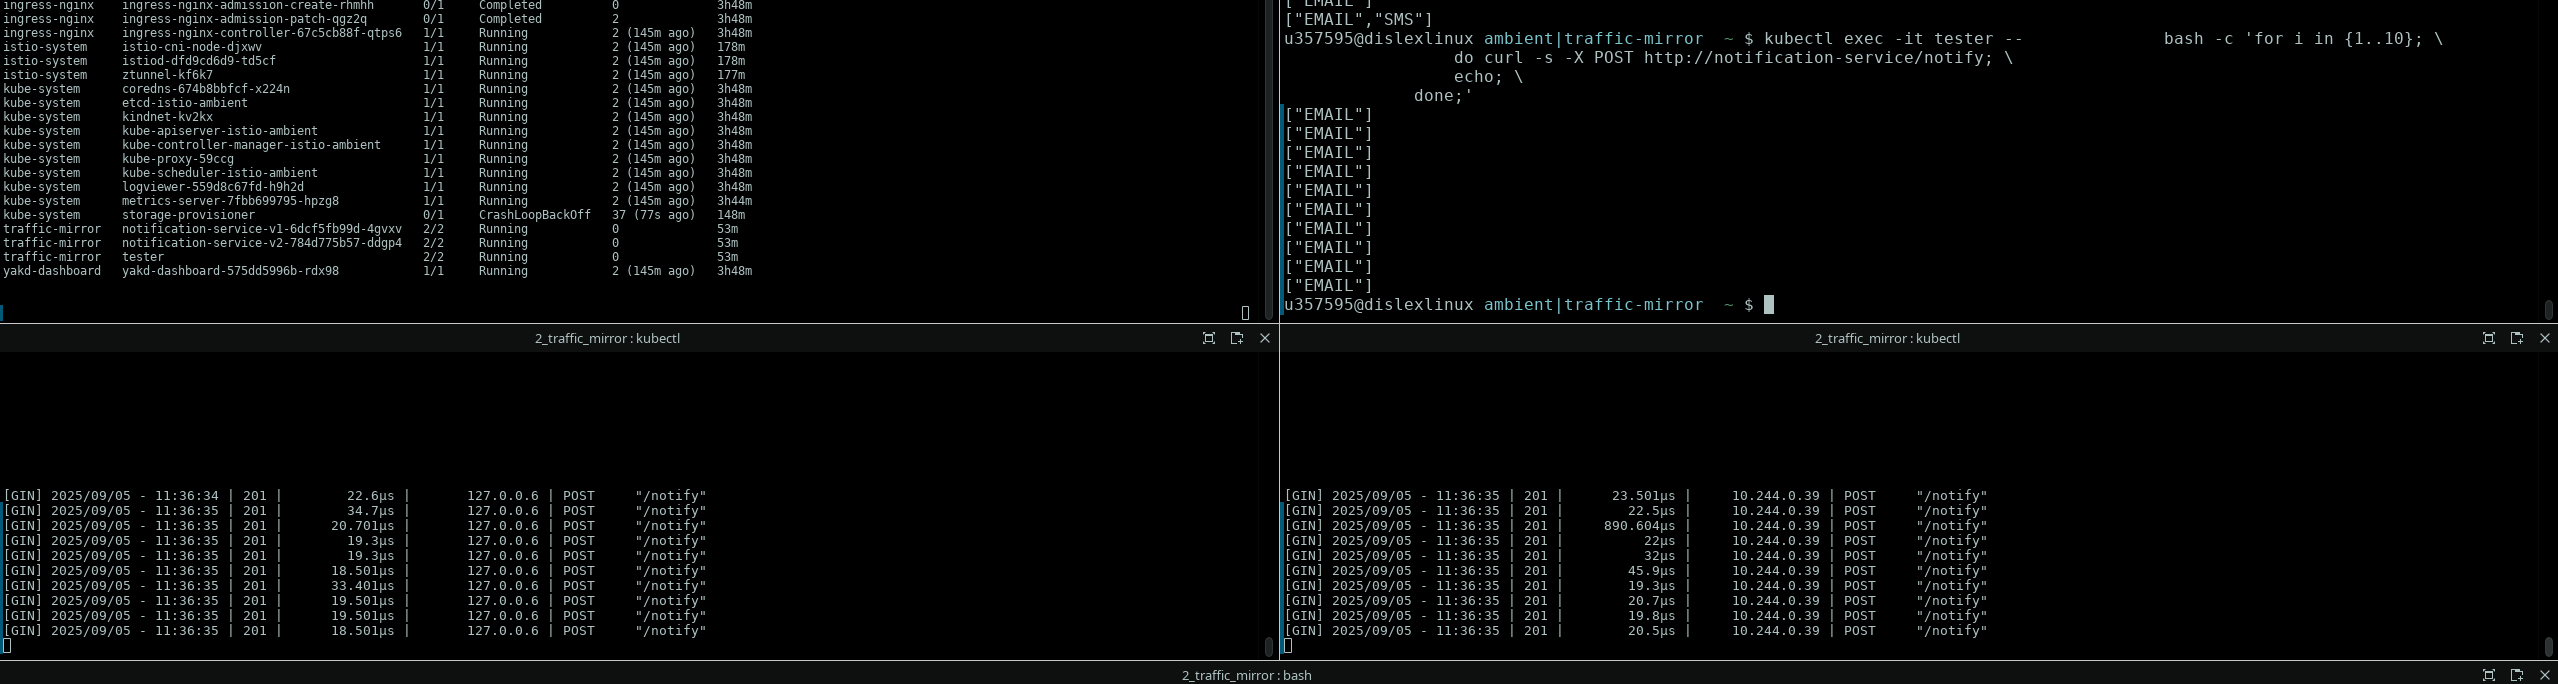 ingress-nginx   ingress-nginx-admission-create-rhmhh   0/1   Completed   0   3h48m
ingress-nginx   ingress-nginx-admission-patch-qgz2q   0/1   Completed   2   3h48m
ingress-nginx   ingress-nginx-controller-67c5cb88f-qtps6   1/1   Running   2 (145m ago)   3h48m
istio-system   istio-cni-node-djxwv   1/1   Running   2 (145m ago)   178m
istio-system   istiod-dfd9cd6d9-td5cf   1/1   Running   2 (145m ago)   178m
istio-system   ztunnel-kf6k7   1/1   Running   2 (145m ago)   177m
kube-system   coredns-674b8bbfcf-x224n   1/1   Running   2 (145m ago)   3h48m
kube-system   etcd-istio-ambient   1/1   Running   2 (145m ago)   3h48m
kube-system   kindnet-kv2kx   1/1   Running   2 (145m ago)   3h48m
kube-system   kube-apiserver-istio-ambient   1/1   Running   2 (145m ago)   3h48m
kube-system   kube-controller-manager-istio-ambient   1/1   Running   2 (145m ago)   3h48m
kube-system   kube-proxy-59ccg   1/1   Running   2 (145m ago)   3h48m
kube-system   kube-scheduler-istio-ambient   1/1   Running   2 (145m ago)   3h48m
kube-system   logviewer-559d8c67fd-h9h2d   1/1   Running   2 (145m ago)   3h48m
kube-system   metrics-server-7fbb699795-hpzg8   1/1   Running   2 (145m ago)   3h44m
kube-system   storage-provisioner   0/1   CrashLoopBackOff   37 (77s ago)   148m
traffic-mirror   notification-service-v1-6dcf5fb99d-4gvxv   2/2   Running   0   53m
traffic-mirror   notification-service-v2-784d775b57-ddgp4   2/2   Running   0   53m
traffic-mirror   tester   2/2   Running   0   53m
yakd-dashboard   yakd-dashboard-575dd5996b-rdx98   1/1   Running   2 (145m ago)   3h48m
["EMAIL"]
["EMAIL","SMS"]
u357595@dislexlinux ambient|traffic-mirror  ~ $ kubectl exec -it tester --              bash -c 'for i in {1..10}; \
do curl -s -X POST http://notification-service/notify; \
echo; \
done;'
["EMAIL"]
["EMAIL"]
["EMAIL"]
["EMAIL"]
["EMAIL"]
["EMAIL"]
["EMAIL"]
["EMAIL"]
["EMAIL"]
["EMAIL"]
u357595@dislexlinux ambient|traffic-mirror  ~ $
2_traffic_mirror : kubectl
[GIN] 2025/09/05 - 11:36:34 | 201 |        22.6µs |       127.0.0.6 | POST     "/notify"
[GIN] 2025/09/05 - 11:36:35 | 201 |        34.7µs |       127.0.0.6 | POST     "/notify"
[GIN] 2025/09/05 - 11:36:35 | 201 |      20.701µs |       127.0.0.6 | POST     "/notify"
[GIN] 2025/09/05 - 11:36:35 | 201 |        19.3µs |       127.0.0.6 | POST     "/notify"
[GIN] 2025/09/05 - 11:36:35 | 201 |        19.3µs |       127.0.0.6 | POST     "/notify"
[GIN] 2025/09/05 - 11:36:35 | 201 |      18.501µs |       127.0.0.6 | POST     "/notify"
[GIN] 2025/09/05 - 11:36:35 | 201 |      33.401µs |       127.0.0.6 | POST     "/notify"
[GIN] 2025/09/05 - 11:36:35 | 201 |      19.501µs |       127.0.0.6 | POST     "/notify"
[GIN] 2025/09/05 - 11:36:35 | 201 |      19.501µs |       127.0.0.6 | POST     "/notify"
[GIN] 2025/09/05 - 11:36:35 | 201 |      18.501µs |       127.0.0.6 | POST     "/notify"
2_traffic_mirror : kubectl
[GIN] 2025/09/05 - 11:36:35 | 201 |      23.501µs |     10.244.0.39 | POST     "/notify"
[GIN] 2025/09/05 - 11:36:35 | 201 |        22.5µs |     10.244.0.39 | POST     "/notify"
[GIN] 2025/09/05 - 11:36:35 | 201 |     890.604µs |     10.244.0.39 | POST     "/notify"
[GIN] 2025/09/05 - 11:36:35 | 201 |          22µs |     10.244.0.39 | POST     "/notify"
[GIN] 2025/09/05 - 11:36:35 | 201 |          32µs |     10.244.0.39 | POST     "/notify"
[GIN] 2025/09/05 - 11:36:35 | 201 |        45.9µs |     10.244.0.39 | POST     "/notify"
[GIN] 2025/09/05 - 11:36:35 | 201 |        19.3µs |     10.244.0.39 | POST     "/notify"
[GIN] 2025/09/05 - 11:36:35 | 201 |        20.7µs |     10.244.0.39 | POST     "/notify"
[GIN] 2025/09/05 - 11:36:35 | 201 |        19.8µs |     10.244.0.39 | POST     "/notify"
[GIN] 2025/09/05 - 11:36:35 | 201 |        20.5µs |     10.244.0.39 | POST     "/notify"
2_traffic_mirror : bash